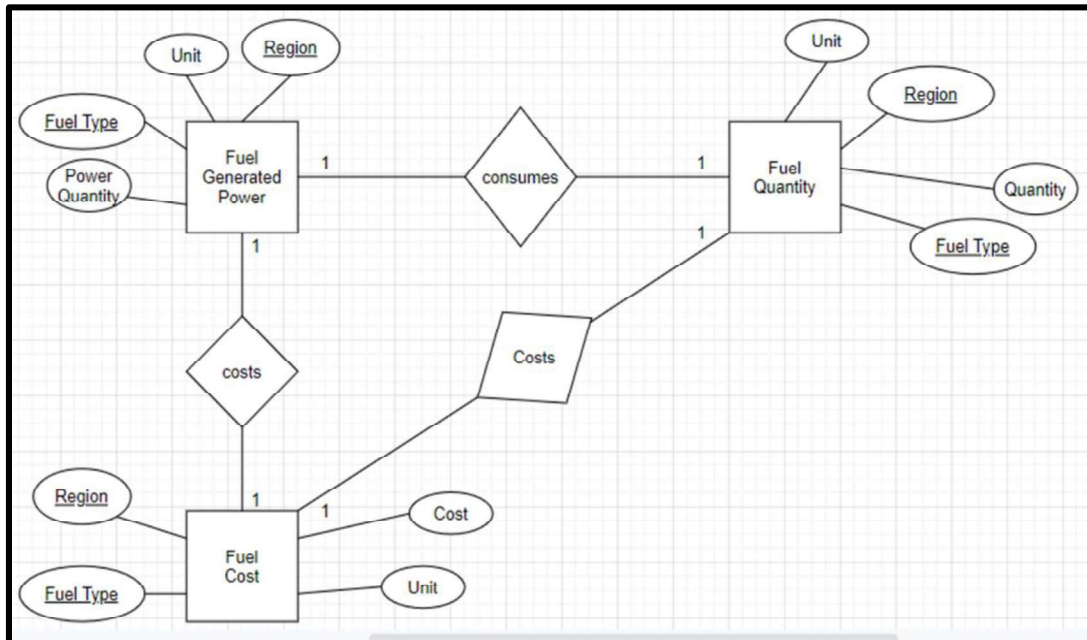 Unit
Region
Unit
Region
Fuel Type
Fuel
Generated
Power
1
consumes
1
Fuel
Quantity
Power
Quantity
Quantity
1
1
Fuel Type
costs
Costs
Region
1
1
Cost
Fuel
Cost
Fuel Type
Unit